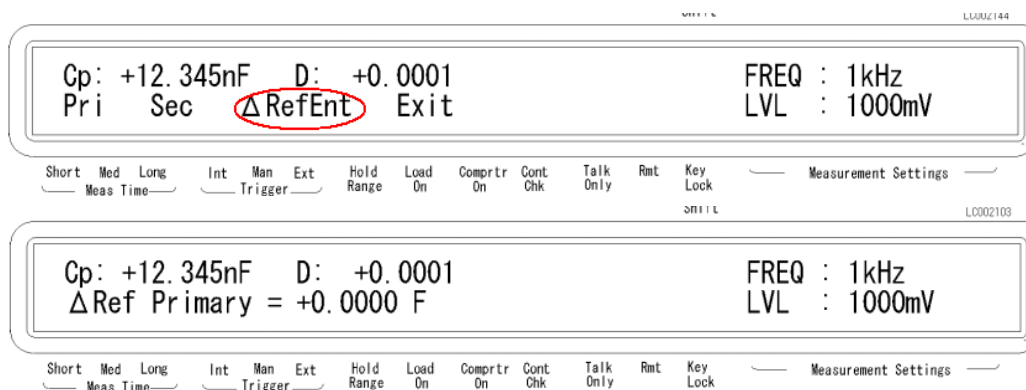 LC002144
Cp: +12.345nF D: +0.0001 FREQ : 1kHz
Pri Sec ΔRefEnt Exit LVL : 1000mV
Short Med Long Int Man Ext Hold Load Comprtr Cont Talk Rmt Key Measurement Settings
Meas Time Trigger Range On On Chk Only Lock
LC002103
Cp: +12.345nF D: +0.0001 FREQ : 1kHz
ΔRef Primary = +0.0000 F LVL : 1000mV
Short Med Long Int Man Ext Hold Load Comprtr Cont Talk Rmt Key Measurement Settings
Meas Time Trigger Range On On Chk Only Lock